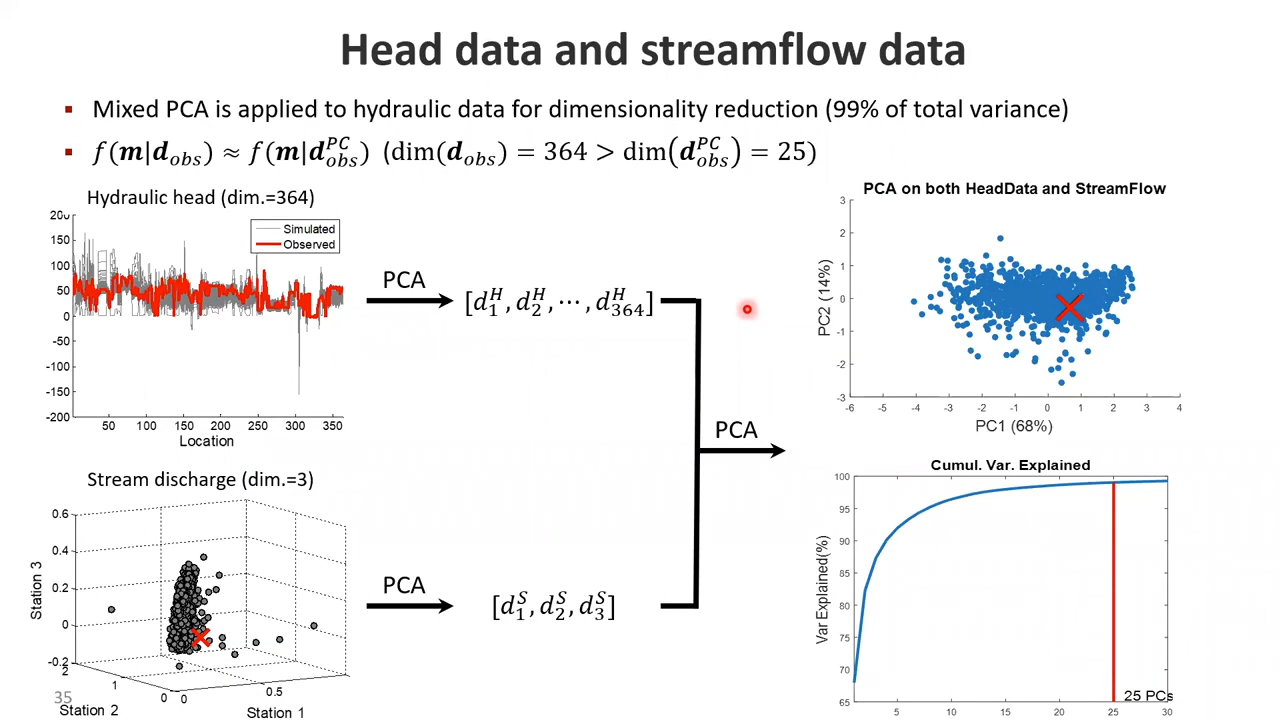 Head data and streamflow data
▪ Mixed PCA is applied to hydraulic data for dimensionality reduction (99% of total variance)
▪ f(m|d_obs) ≈ f(m|d_obs^PC) (dim(d_obs) = 364 > dim(d_obs^PC) = 25)
Hydraulic head (dim.=364)
200
150
100
50
0
-50
-100
-150
-200
Simulated
Observed
50 100 150 200 250 300 350
Location
PCA
[d_1^H, d_2^H, ⋯, d_364^H]
Stream discharge (dim.=3)
0.6
0.4
0.2
0
-0.2
Station 3
2
1
0
Station 2
0
0.5
Station 1
PCA
[d_1^S, d_2^S, d_3^S]
PCA
PCA on both HeadData and StreamFlow
3
2
1
0
-1
-2
-3
PC2 (14%)
-6 -5 -4 -3 -2 -1 0 1 2 3 4
PC1 (68%)
Cumul. Var. Explained
100
95
90
85
80
75
70
65
Var Explained(%)
25 PCs
5 10 15 20 25 30
35